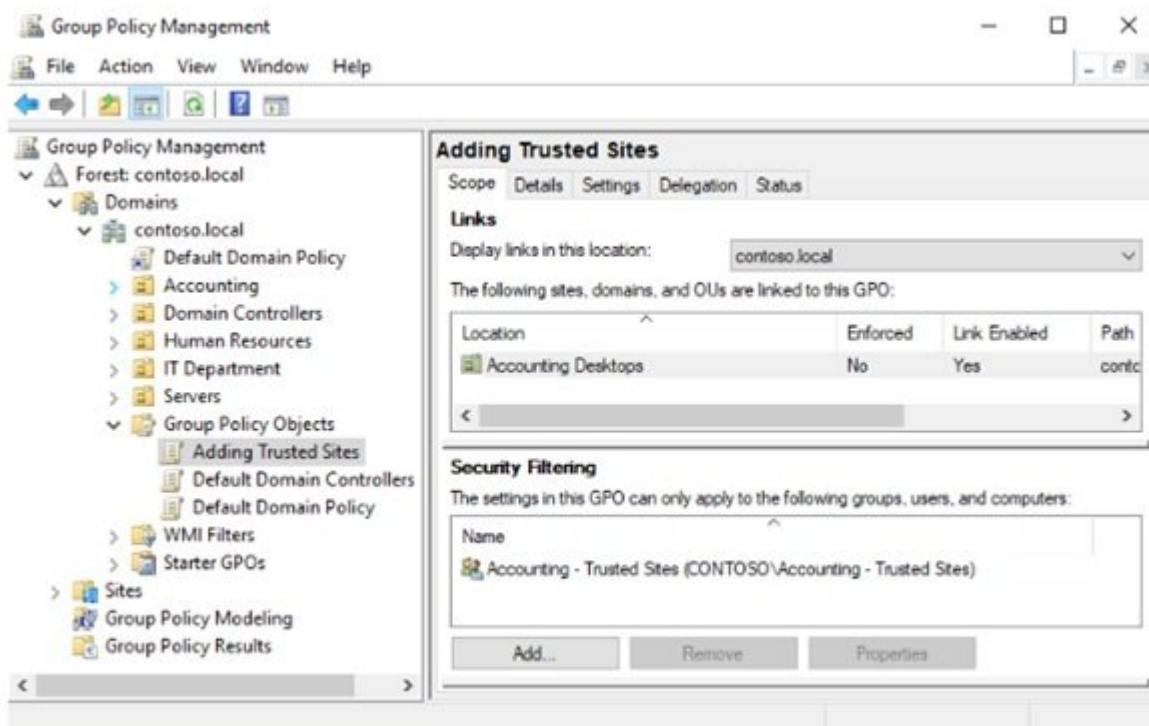 Group Policy Management
File Action View Window Help
Group Policy Management
Forest: contoso.local
Domains
contoso.local
Default Domain Policy
Accounting
Domain Controllers
Human Resources
IT Department
Servers
Group Policy Objects
Adding Trusted Sites
Default Domain Controllers
Default Domain Policy
WMI Filters
Starter GPOs
Sites
Group Policy Modeling
Group Policy Results
Adding Trusted Sites
Scope Details Settings Delegation Status
Links
Display links in this location: contoso.local
The following sites, domains, and OUs are linked to this GPO:
Location Enforced Link Enabled Path
Accounting Desktops No Yes contc
Security Filtering
The settings in this GPO can only apply to the following groups, users, and computers:
Name
Accounting - Trusted Sites (CONTOSO\Accounting - Trusted Sites)
Add... Remove Properties